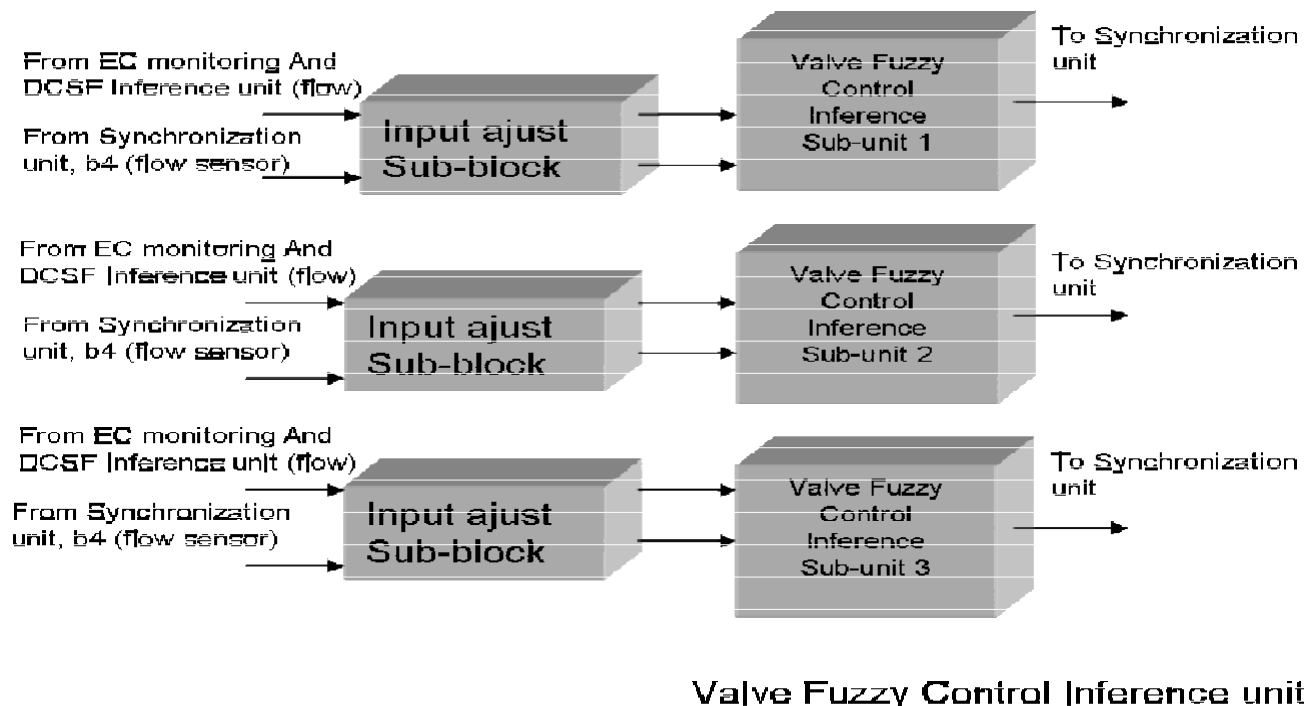 From EC monitoring And
DCSF Inference unit (flow)
From Synchronization
unit, b4 (flow sensor)
Input ajust
Sub-block
Valve Fuzzy
Control
Inference
Sub-unit 1
To Synchronization
unit
From EC monitoring And
DCSF Inference unit (flow)
From Synchronization
unit, b4 (flow sensor)
Input ajust
Sub-block
Valve Fuzzy
Control
Inference
Sub-unit 2
To Synchronization
unit
From EC monitoring And
DCSF Inference unit (flow)
From Synchronization
unit, b4 (flow sensor)
Input ajust
Sub-block
Valve Fuzzy
Control
Inference
Sub-unit 3
To Synchronization
unit
Valve Fuzzy Control Inference unit